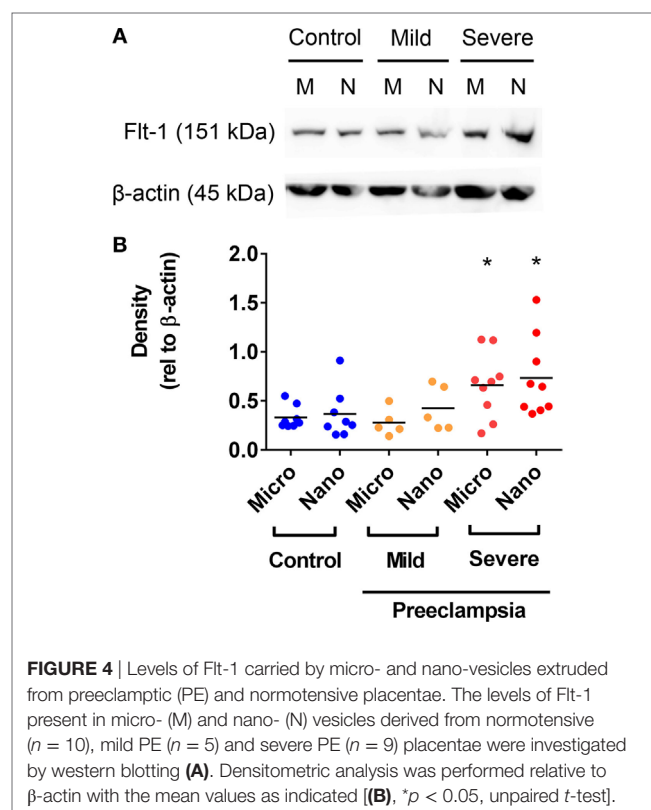 A
Control Mild Severe
M N M N M N
Flt-1 (151 kDa)
β-actin (45 kDa)
B
Density
(rel to β-actin)
2.0
1.5
1.0
0.5
0.0
* *
Micro Nano Micro Nano Micro Nano
Control Mild Severe
Preeclampsia
FIGURE 4 | Levels of Flt-1 carried by micro- and nano-vesicles extruded
from preeclamptic (PE) and normotensive placentae. The levels of Flt-1
present in micro- (M) and nano- (N) vesicles derived from normotensive
(n = 10), mild PE (n = 5) and severe PE (n = 9) placentae were investigated
by western blotting (A). Densitometric analysis was performed relative to
β-actin with the mean values as indicated [(B), *p < 0.05, unpaired t-test].